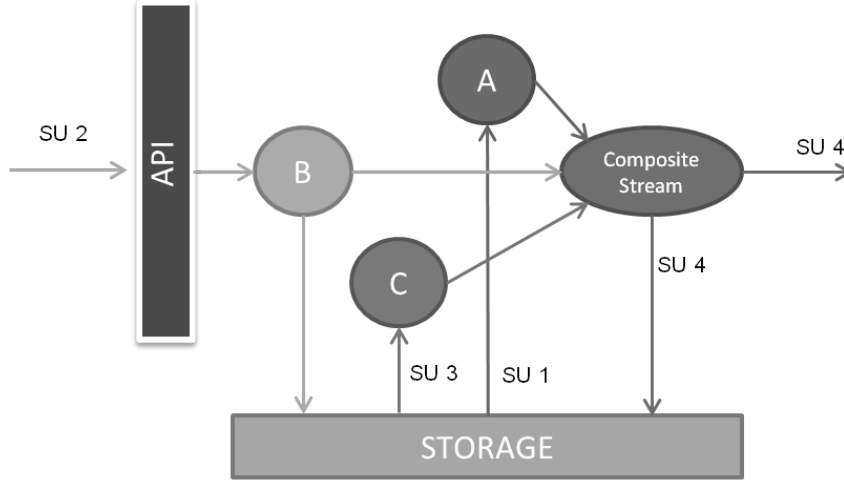 SU 2
API
B
A
C
Composite
Stream
SU 4
SU 4
SU 3
SU 1
STORAGE